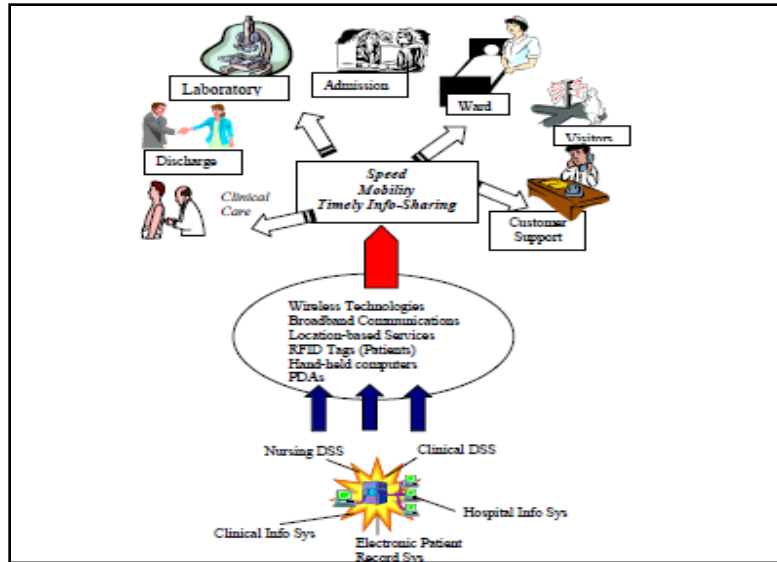 Laboratory
Admission
Ward
Visitors
Discharge
Clinical
Care
Speed
Mobility
Timely Info-Sharing
Customer
Support
Wireless Technologies
Broadband Communications
Location-based Services
RFID Tags (Patients)
Hand-held computers
PDAs
Nursing DSS
Clinical DSS
Hospital Info Sys
Clinical Info Sys
Electronic Patient
Record Sys